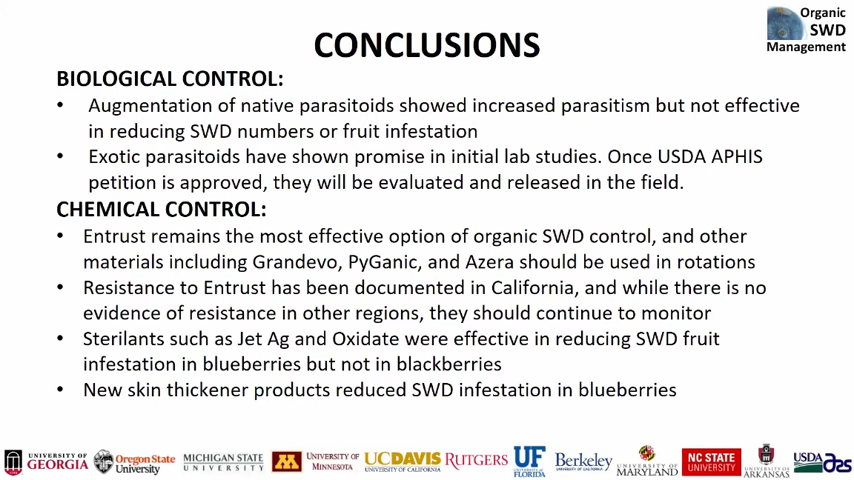 Organic
SWD
Management
CONCLUSIONS
BIOLOGICAL CONTROL:
• Augmentation of native parasitoids showed increased parasitism but not effective
in reducing SWD numbers or fruit infestation
• Exotic parasitoids have shown promise in initial lab studies. Once USDA APHIS
petition is approved, they will be evaluated and released in the field.
CHEMICAL CONTROL:
• Entrust remains the most effective option of organic SWD control, and other
materials including Grandevo, PyGanic, and Azera should be used in rotations
• Resistance to Entrust has been documented in California, and while there is no
evidence of resistance in other regions, they should continue to monitor
• Sterilants such as Jet Ag and Oxidate were effective in reducing SWD fruit
infestation in blueberries but not in blackberries
• New skin thickener products reduced SWD infestation in blueberries
UNIVERSITY OF
GEORGIA
Oregon State
University
MICHIGAN STATE
UNIVERSITY
M
UNIVERSITY OF
MINNESOTA
UCDAVIS
UNIVERSITY OF CALIFORNIA
RUTGERS
UF
UNIVERSITY of
FLORIDA
Berkeley
UNIVERSITY OF CALIFORNIA
UNIVERSITY OF
MARYLAND
NC STATE
UNIVERSITY
UNIVERSITY OF
ARKANSAS
USDA
ars